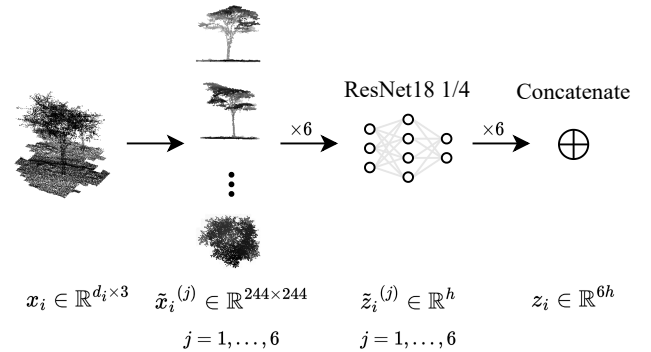 ResNet18 1/4
Concatenate
×6
×6
x_i ∈ ℝ^{d_i×3}
x̃_i^{(j)} ∈ ℝ^{244×244}
z̃_i^{(j)} ∈ ℝ^h
z_i ∈ ℝ^{6h}
j = 1, ..., 6
j = 1, ..., 6